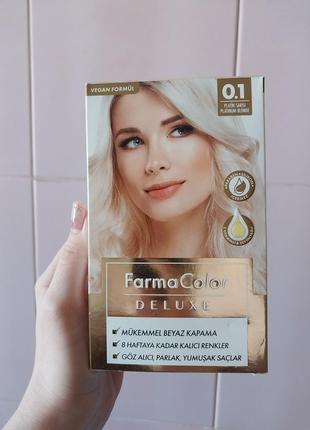 VEGAN FORMÜL
0.1
PLATİN SARISI
PLATINUM BLONDE
FarmaColor
DELUXE
MÜKEMMEL BEYAZ KAPAMA
8 HAFTAYA KADAR KALICI RENKLER
GÖZ ALICI, PARLAK, YUMUŞAK SAÇLAR